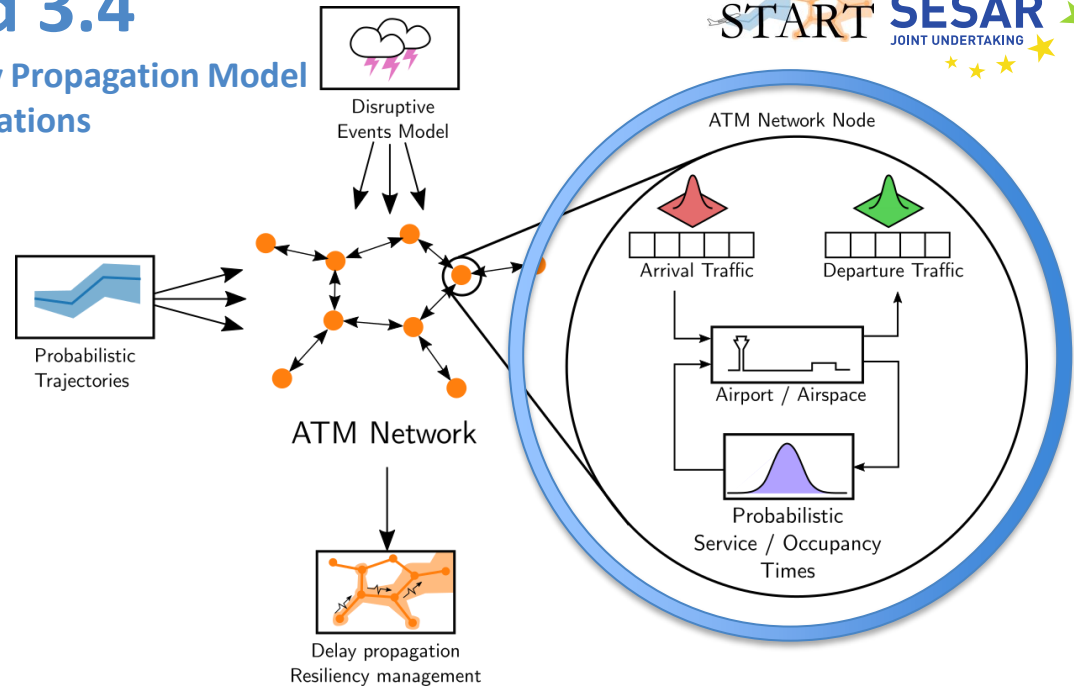 d 3.4
y Propagation Model
ations
START
SESAR
JOINT UNDERTAKING
Disruptive
Events Model
ATM Network Node
Arrival Traffic
Departure Traffic
Probabilistic
Trajectories
Airport / Airspace
ATM Network
Probabilistic
Service / Occupancy
Times
Delay propagation
Resiliency management